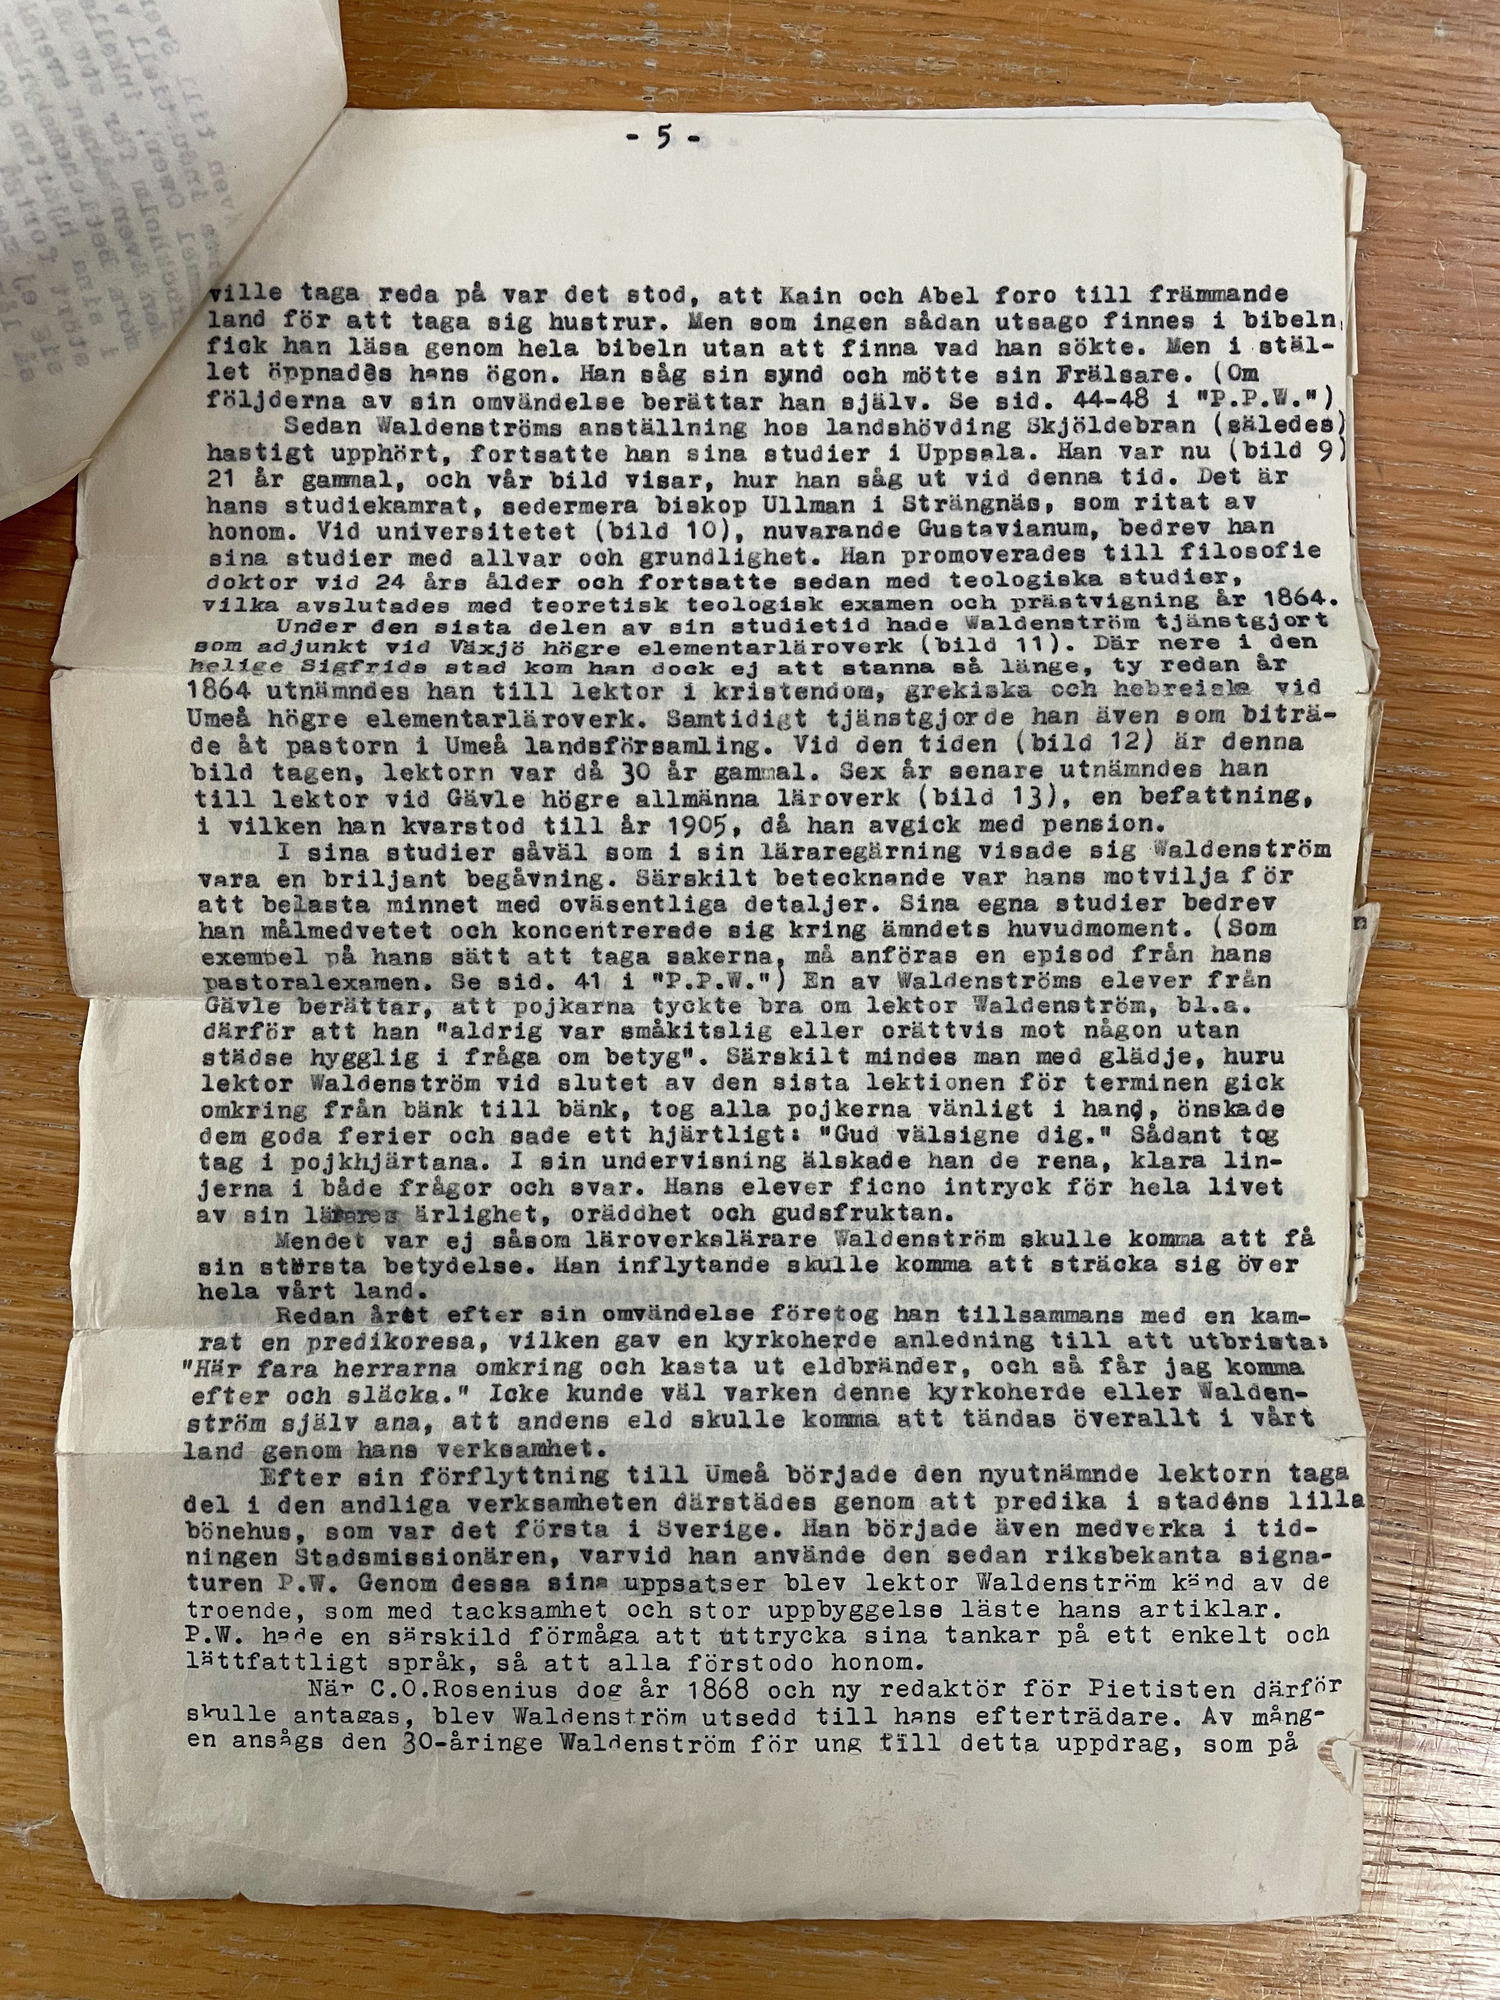 - 5 -
ville taga reda på var det stod, att Kain och Abel foro till främmande
land för att taga sig hustrur. Men som ingen sådan utsago finnes i bibeln,
fick han läsa genom hela bibeln utan att finna vad han sökte. Men i stäl-
let öppnades hans ögon. Han såg sin synd och mötte sin Frälsare. (Om
följderna av sin omvändelse berättar han själv. Se sid. 44-48 i "P.P.W.")
Sedan Waldenströms anställning hos landshövding Skjöldebran (således)
hastigt upphört, fortsatte han sina studier i Uppsala. Han var nu (bild 9)
21 år gammal, och vår bild visar, hur han såg ut vid denna tid. Det är
hans studiekamrat, sedermera biskop Ullman i Strängnäs, som ritat av
honom. Vid universitetet (bild 10), nuvarande Gustavianum, bedrev han
sina studier med allvar och grundlighet. Han promoverades till filosofie
doktor vid 24 års ålder och fortsatte sedan med teologiska studier,
vilka avslutades med teoretisk teologisk examen och prästvigning år 1864.
Under den sista delen av sin studietid hade Waldenström tjänstgjort
som adjunkt vid Växjö högre elementarläroverk (bild 11). Där nere i den
helige Sigfrids stad kom han dock ej att stanna så länge, ty redan år
1864 utnämndes han till lektor i kristendom, grekiska och hebreiska vid
Umeå högre elementarläroverk. Samtidigt tjänstgjorde han även som biträ-
de åt pastorn i Umeå landsförsamling. Vid den tiden (bild 12) är denna
bild tagen, lektorn var då 30 år gammal. Sex år senare utnämndes han
till lektor vid Gävle högre allmänna läroverk (bild 13), en befattning,
i vilken han kvarstod till år 1905, då han avgick med pension.
I sina studier såväl som i sin läraregärning visade sig Waldenström
vara en briljant begåvning. Särskilt betecknande var hans motvilja för
att belasta minnet med oväsentliga detaljer. Sina egna studier bedrev
han målmedvetet och koncentrerade sig kring ämndets huvudmoment. (Som
exempel på hans sätt att taga sakerna, må anföras en episod från hans
pastoralexamen. Se sid. 41 i "P.P.W.") En av Waldenströms elever från
Gävle berättar, att pojkarna tyckte bra om lektor Waldenström, bl.a.
därför att han "aldrig var småkitslig eller orättvis mot någon utan
städse hygglig i fråga om betyg". Särskilt mindes man med glädje, huru
lektor Waldenström vid slutet av den sista lektionen för terminen gick
omkring från bänk till bänk, tog alla pojkerna vänligt i hand, önskade
dem goda ferier och sade ett hjärtligt: "Gud välsigne dig." Sådant tog
tag i pojkhjärtana. I sin undervisning älskade han de rena, klara lin-
jerna i både frågor och svar. Hans elever ficno intryck för hela livet
av sin lärares ärlighet, oräddhet och gudsfruktan.
Mendet var ej såsom läroverkslärare Waldenström skulle komma att få
sin största betydelse. Han inflytande skulle komma att sträcka sig över
hela vårt land.
Redan året efter sin omvändelse företog han tillsammans med en kam-
rat en predikoresa, vilken gav en kyrkoherde anledning till att utbrista:
"Här fara herrarna omkring och kasta ut eldbränder, och så får jag komma
efter och släcka." Icke kunde väl varken denne kyrkoherde eller Walden-
ström själv ana, att andens eld skulle komma att tändas överallt i vårt
land genom hans verksamhet.
Efter sin förflyttning till Umeå började den nyutnämnde lektorn taga
del i den andliga verksamheten därstädes genom att predika i stadens lilla
bönehus, som var det första i Sverige. Han började även medverka i tid-
ningen Stadsmissionären, varvid han använde den sedan riksbekanta signa-
turen P.W. Genom dessa sina uppsatser blev lektor Waldenström känd av de
troende, som med tacksamhet och stor uppbyggelse läste hans artiklar.
P.W. hade en särskild förmåga att uttrycka sina tankar på ett enkelt och
lättfattligt språk, så att alla förstodo honom.
När C.O.Rosenius dog år 1868 och ny redaktör för Pietisten därför
skulle antagas, blev Waldenström utsedd till hans efterträdare. Av mång-
en ansågs den 30-åringe Waldenström för ung till detta uppdrag, som på